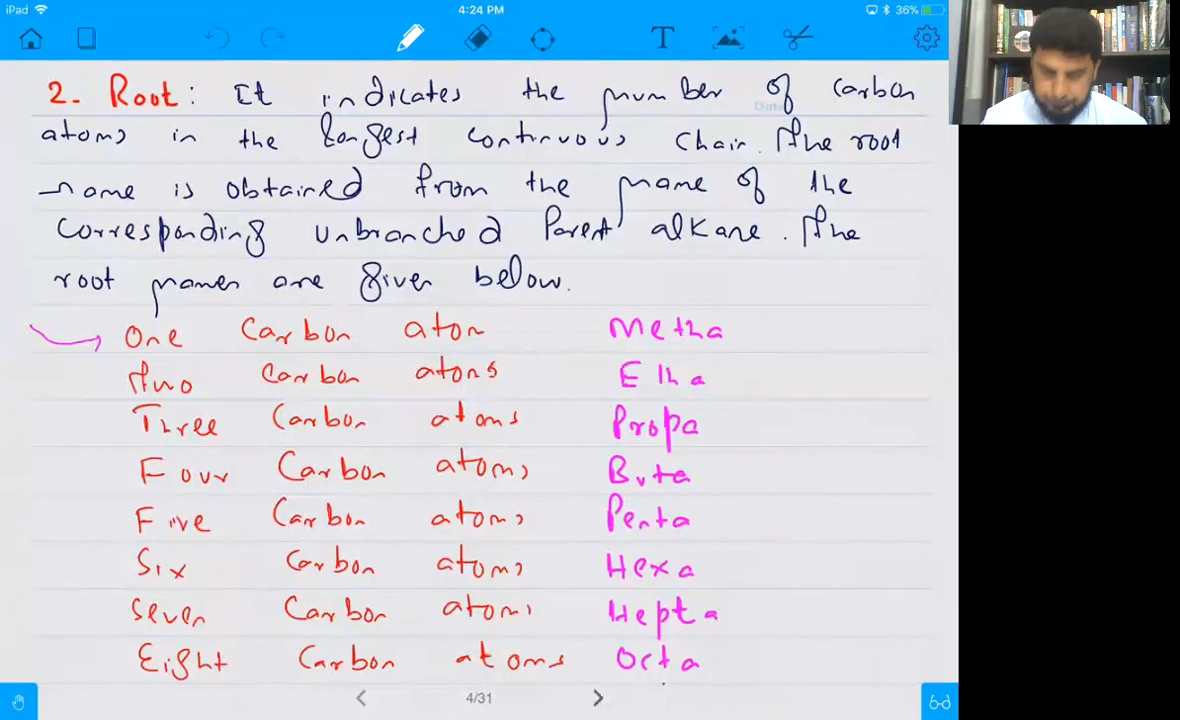 iPad 4:24 PM 36%
T
2. Root: It indicates the number of carbon
atoms in the longest continuous chain. The root
name is obtained from the name of the
corresponding unbranched Parent alkane. The
root names are given below.
One Carbon atom Metha
Two Carbon atoms Etha
Three Carbon atoms Propa
Four Carbon atoms Buta
Five Carbon atoms Penta
Six Carbon atoms Hexa
Seven Carbon atoms Hepta
Eight Carbon atoms Octa
4/31